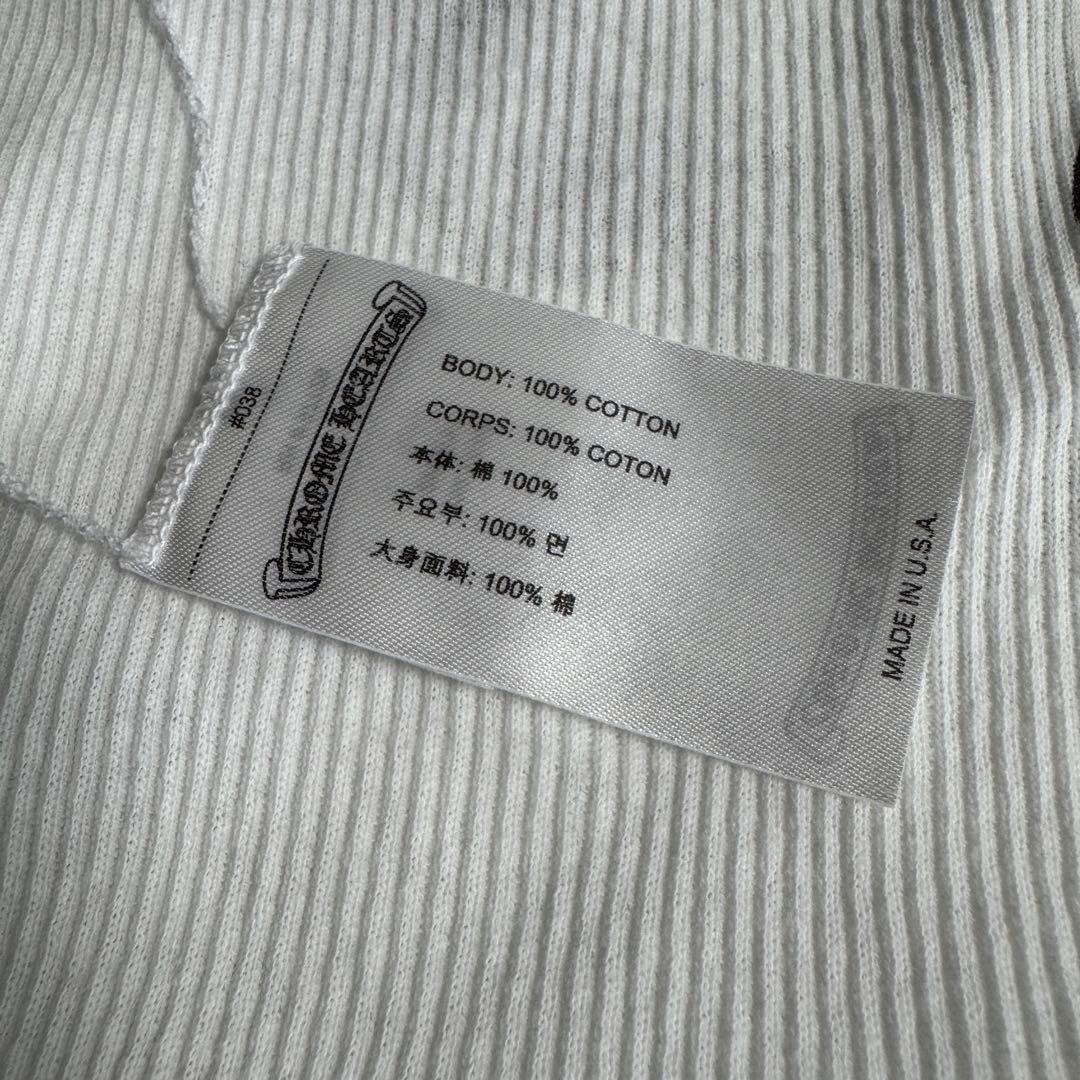 #038
CHROME HEARTS
BODY: 100% COTTON
CORPS: 100% COTON
本体: 棉 100%
주요부: 100% 면
大身面料: 100% 棉
MADE IN U.S.A.